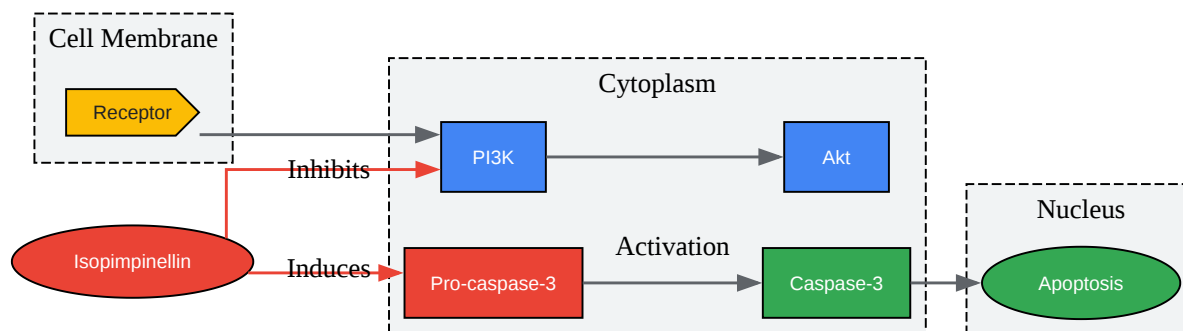 Cell Membrane
Receptor
Cytoplasm
PI3K
Akt
Inhibits
Isopimpinellin
Induces
Pro-caspase-3
Activation
Caspase-3
Nucleus
Apoptosis